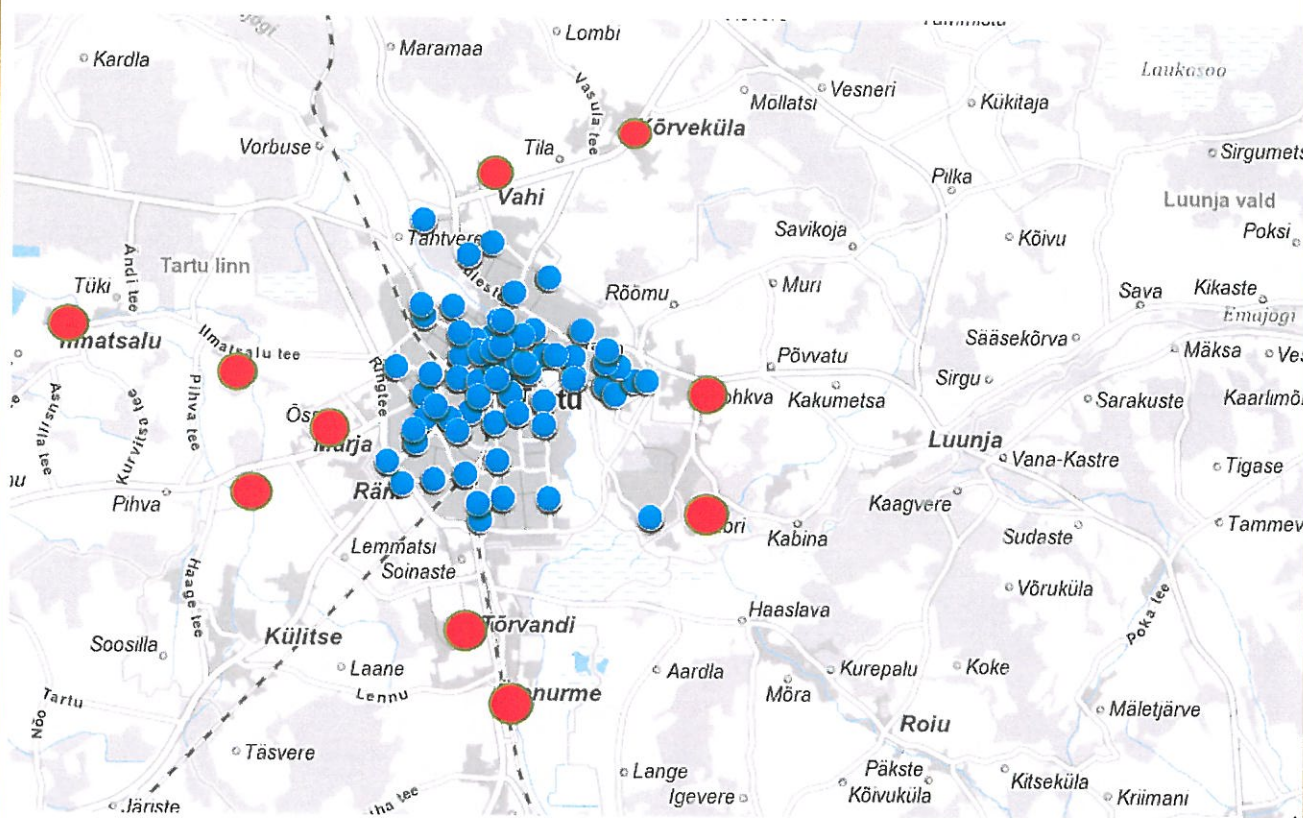 Kardla
Maramaa
Lombi
Laukasoo
Vasula tee
Mollatsi
Vesneri
Kükitaja
Kõrveküla
Vorbuse
Tila
Sirgumets
Pilka
Vahi
Luunja vald
Tähtvere
Savikoja
Kõivu
Poksi
Andi tee
Tartu linn
Tüki
Rõõmu
Muri
Sava
Kikaste
Emajõgi
Ilmatsalu
Ilmatsalu tee
Sääsekõrva
Mäksa
Põvvatu
Ringtee
Sirgu
Pihva tee
Kakumetsa
Sarakuste
Kurvitsa tee
Märja
Luunja
Vana-Kastre
Tigase
Pihva
Kaagvere
Kabina
Sudaste
Tammev
Lemmatsi
Soinaste
Haage tee
Võruküla
Haaslava
Poka tee
Tõrvandi
Külitse
Soosilla
Laane
Aardla
Kurepalu
Koke
Lennu
Mõra
Tartu
Nõo
Roiu
Mäletjärve
Täsvere
Lange
Päkste
Kitseküla
Igevere
Kõivuküla
Kriimani
Järiste